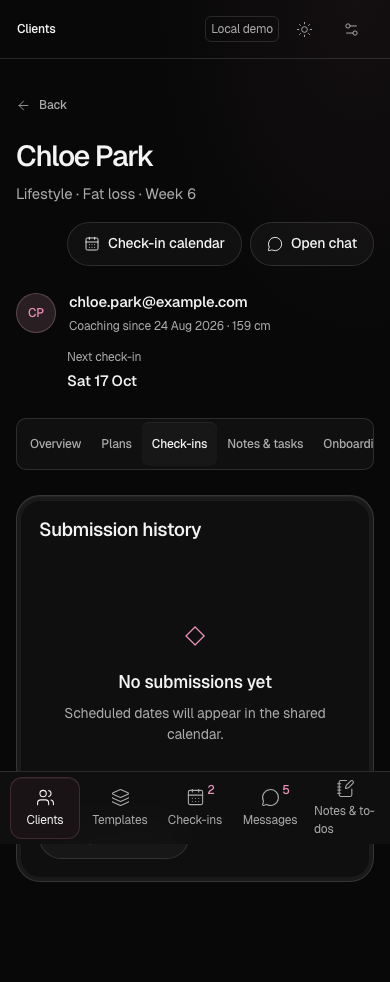 Clients
Local demo
Back
Chloe Park
Lifestyle · Fat loss · Week 6
Check-in calendar
Open chat
CP
chloe.park@example.com
Coaching since 24 Aug 2026 · 159 cm
Next check-in
Sat 17 Oct
Overview
Plans
Check-ins
Notes & tasks
Onboardi
Submission history
No submissions yet
Scheduled dates will appear in the shared
calendar.
Clients
Templates
2
Check-ins
5
Messages
Notes & to-
dos